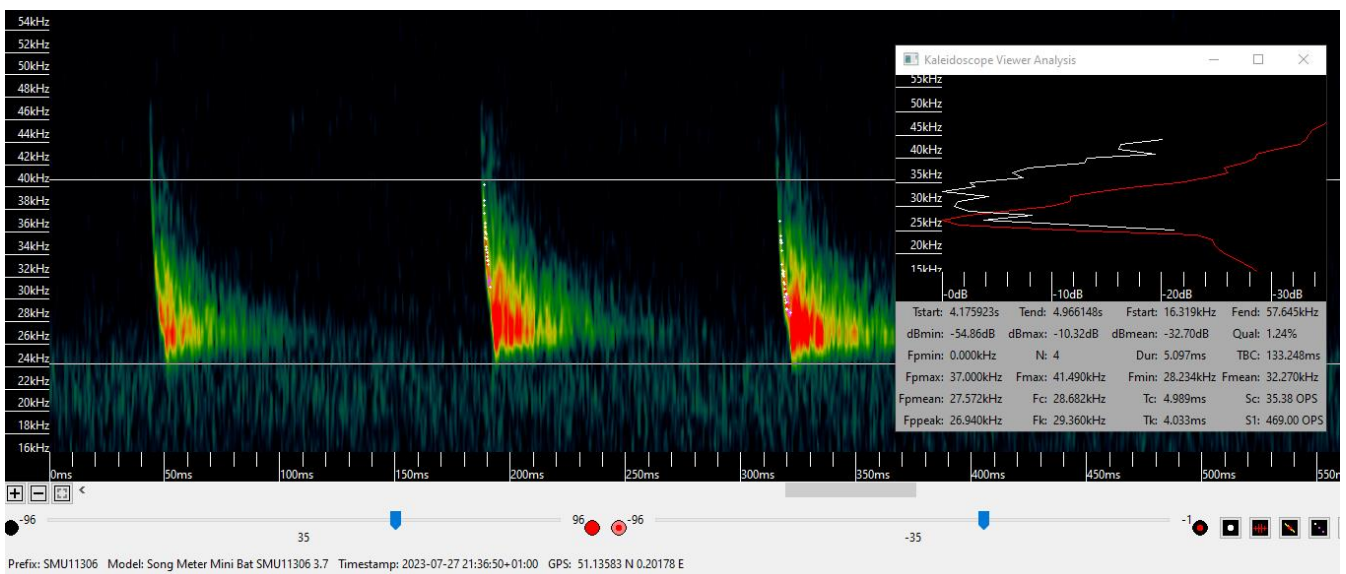 54kHz
52kHz
50kHz
48kHz
46kHz
44kHz
42kHz
40kHz
38kHz
36kHz
34kHz
32kHz
30kHz
28kHz
26kHz
24kHz
22kHz
20kHz
18kHz
16kHz
0ms 50ms 100ms 150ms 200ms 250ms 300ms 350ms 400ms 450ms 500ms
Kaleidoscope Viewer Analysis
55kHz
50kHz
45kHz
40kHz
35kHz
30kHz
25kHz
20kHz
15kHz
-0dB -10dB -20dB -30dB
Tstart: 4.175923s Tend: 4.966148s Fstart: 16.319kHz Fend: 57.645kHz
dBmin: -54.86dB dBmax: -10.32dB dBmean: -32.70dB Qual: 1.24%
Fpmin: 0.000kHz N: 4 Dur: 5.097ms TBC: 133.248ms
Fpmax: 37.000kHz Fmax: 41.490kHz Fmin: 28.234kHz Fmean: 32.270kHz
Fpmean: 27.572kHz Fc: 28.682kHz Tc: 4.989ms Sc: 35.38 OPS
Fppeak: 26.940kHz Fk: 29.360kHz Tk: 4.033ms S1: 469.00 OPS
-96 96 -96 -1
35 -35
Prefix: SMU11306 Model: Song Meter Mini Bat SMU11306 3.7 Timestamp: 2023-07-27 21:36:50+01:00 GPS: 51.13583 N 0.20178 E